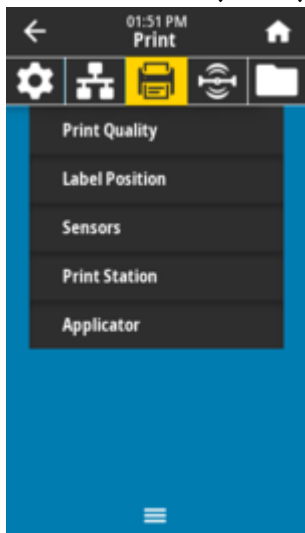 01:51 PM
Print
Print Quality
Label Position
Sensors
Print Station
Applicator